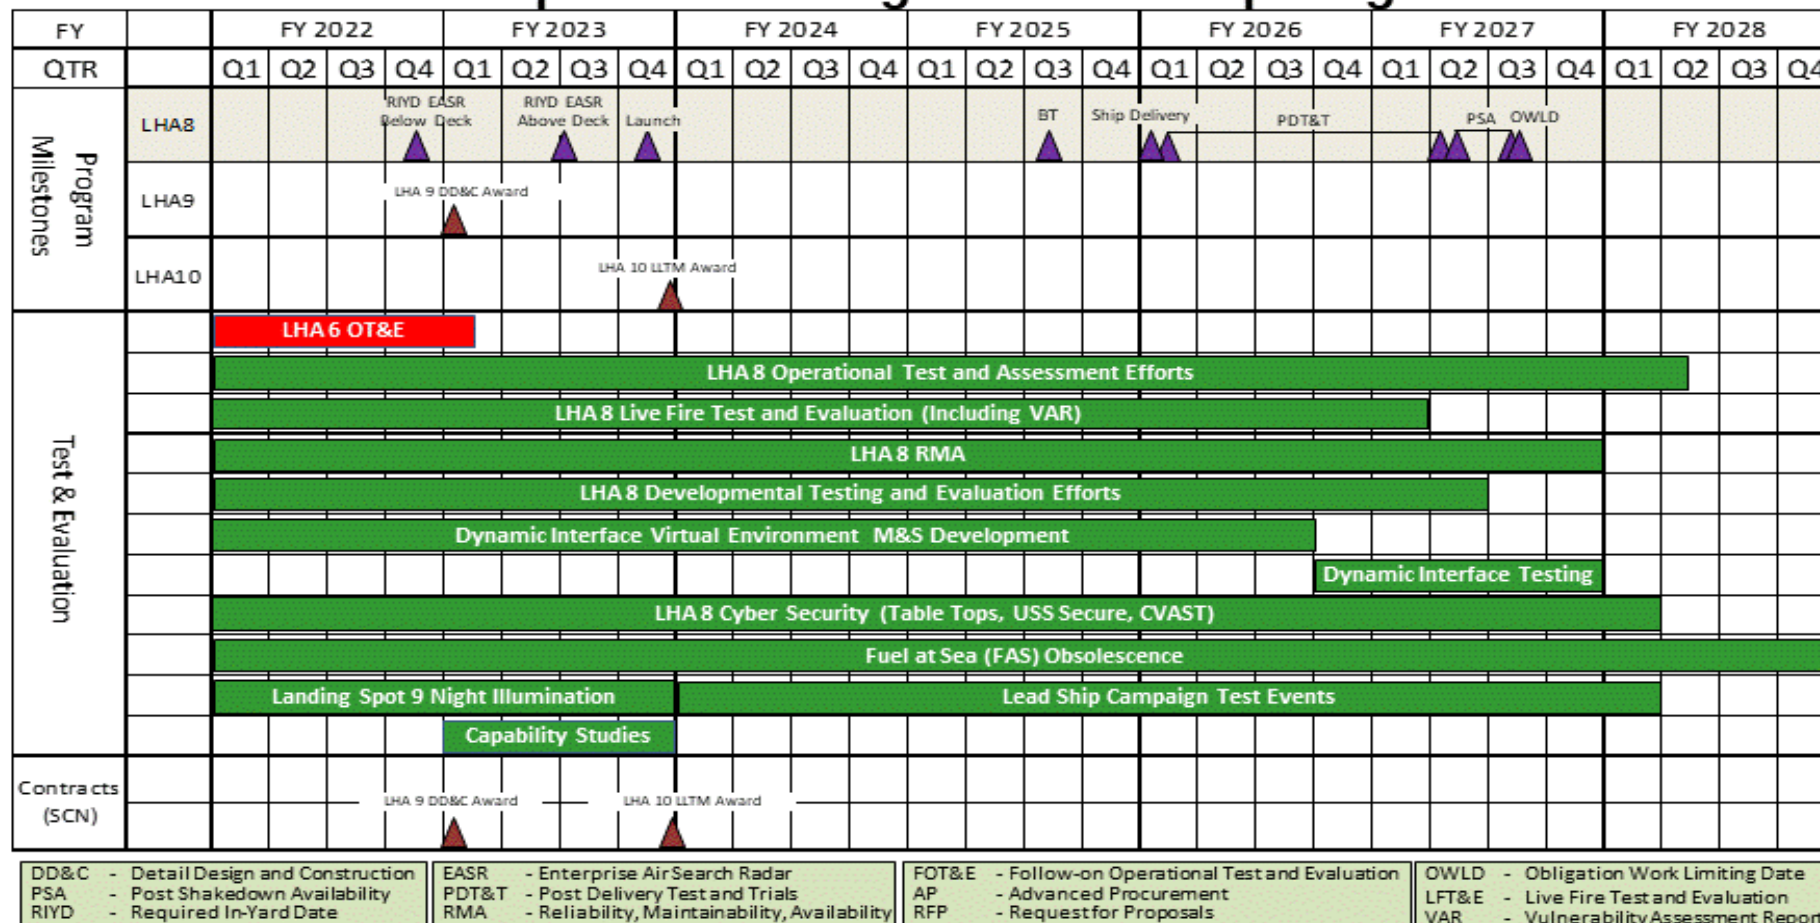 FY FY 2022 FY 2023 FY 2024 FY 2025 FY 2026 FY 2027 FY 2028
QTR Q1 Q2 Q3 Q4 Q1 Q2 Q3 Q4 Q1 Q2 Q3 Q4 Q1 Q2 Q3 Q4 Q1 Q2 Q3 Q4 Q1 Q2 Q3 Q4 Q1 Q2 Q3 Q4
Program
Milestones
LHA8
RIYD EASR
Below Deck
RIYD EASR
Above Deck
Launch
BT
Ship Delivery
PDT&T
PSA
OWLD
LHA9
LHA 9 DD&C Award
LHA10
LHA 10 LLTM Award
Test & Evaluation
LHA 6 OT&E
LHA 8 Operational Test and Assessment Efforts
LHA 8 Live Fire Test and Evaluation (Including VAR)
LHA 8 RMA
LHA 8 Developmental Testing and Evaluation Efforts
Dynamic Interface Virtual Environment M&S Development
Dynamic Interface Testing
LHA 8 Cyber Security (Table Tops, USS Secure, CVAST)
Fuel at Sea (FAS) Obsolescence
Landing Spot 9 Night Illumination
Lead Ship Campaign Test Events
Capability Studies
Contracts
(SCN)
LHA 9 DD&C Award
LHA 10 LLTM Award
DD&C - Detail Design and Construction
PSA - Post Shakedown Availability
RIYD - Required In-Yard Date
EASR - Enterprise Air Search Radar
PDT&T - Post Delivery Test and Trials
RMA - Reliability, Maintainability, Availability
FOT&E - Follow-on Operational Test and Evaluation
AP - Advanced Procurement
RFP - Request for Proposals
OWLD - Obligation Work Limiting Date
LFT&E - Live Fire Test and Evaluation
VAR - Vulnerability Assessment Report